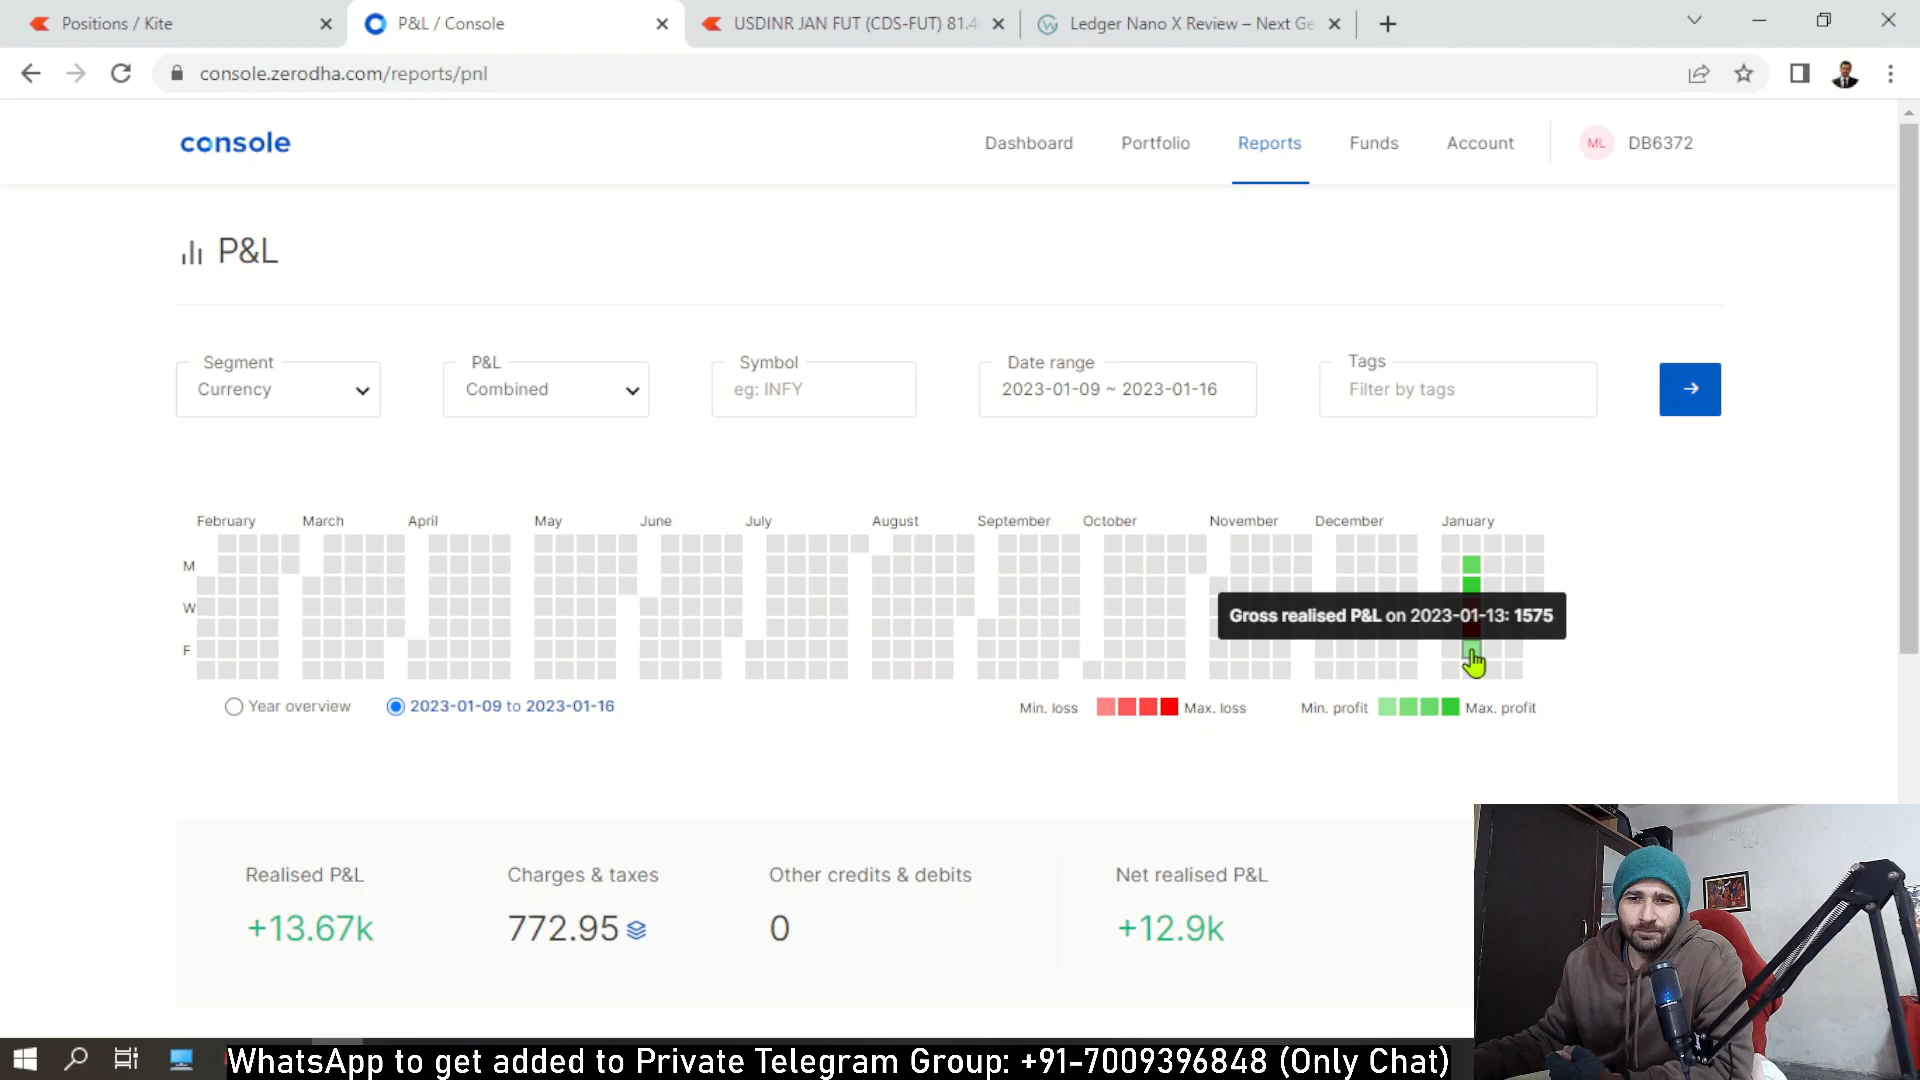 Positions / Kite
P&L / Console
USDINR JAN FUT (CDS-FUT) 81.4
Ledger Nano X Review – Next Ge
console.zerodha.com/reports/pnl
console
Dashboard
Portfolio
Reports
Funds
Account
ML
DB6372
P&L
Segment
Currency
P&L
Combined
Symbol
eg: INFY
Date range
2023-01-09 ~ 2023-01-16
Tags
Filter by tags
February March April May June July August September October November December January
M
W
F
Gross realised P&L on 2023-01-13: 1575
Year overview
2023-01-09 to 2023-01-16
Min. loss
Max. loss
Min. profit
Max. profit
Realised P&L
+13.67k
Charges & taxes
772.95
Other credits & debits
0
Net realised P&L
+12.9k
WhatsApp to get added to Private Telegram Group: +91-7009396848 (Only Chat)